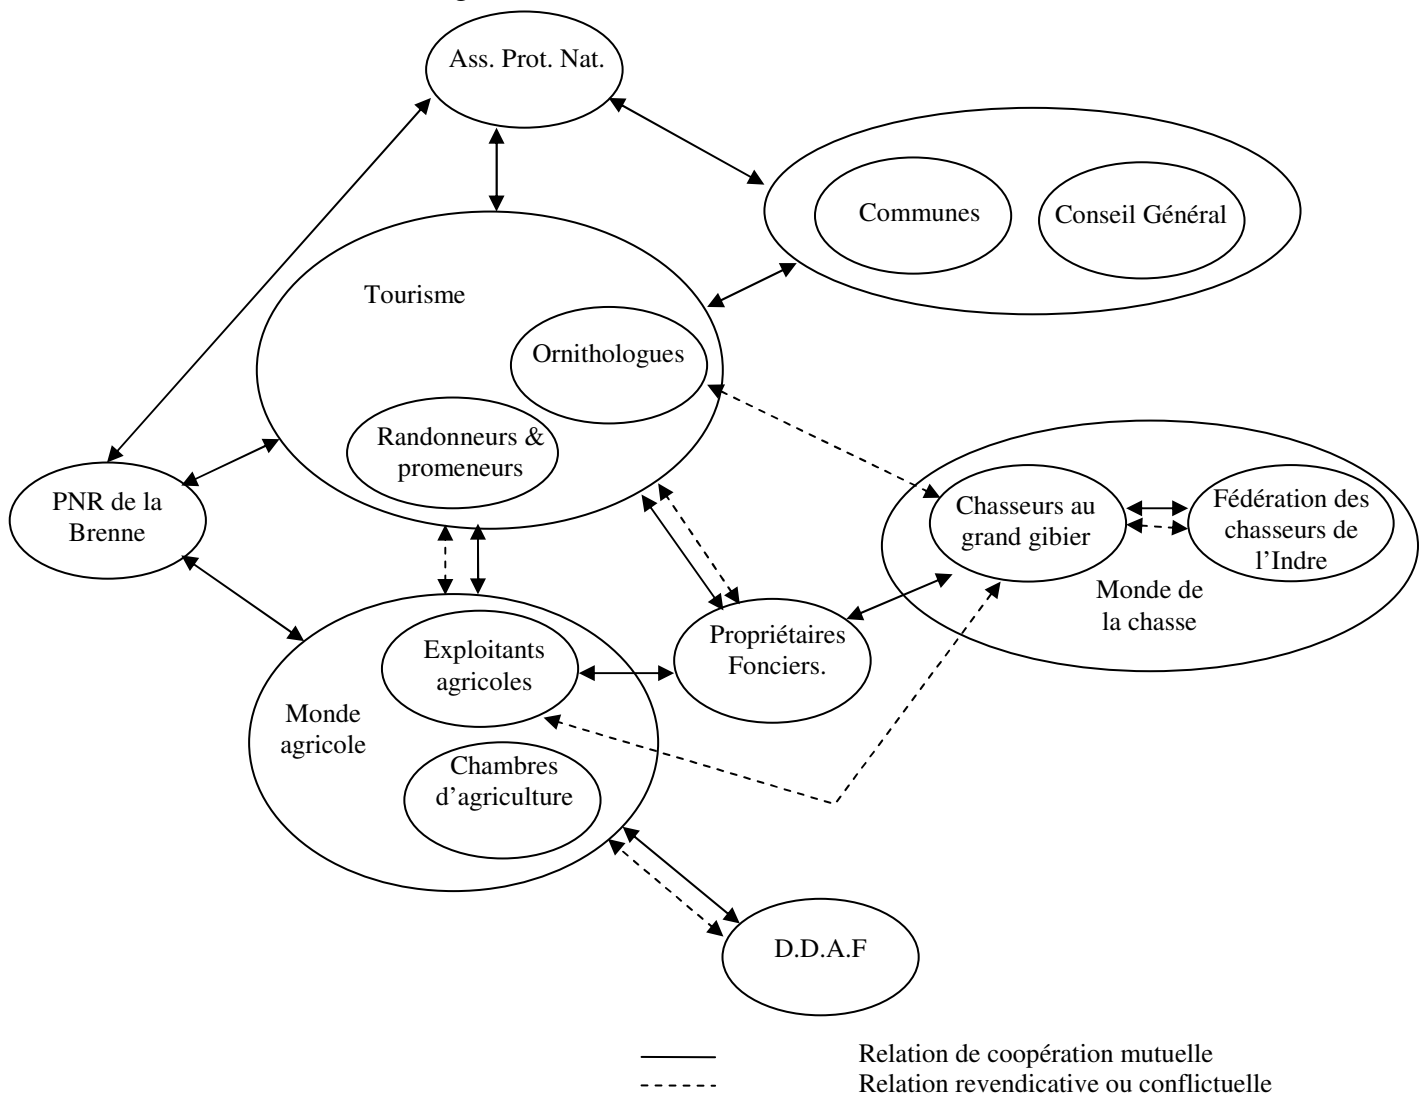 Ass. Prot. Nat.
Communes
Conseil Général
Tourisme
Ornithologues
Randonneurs &
promeneurs
PNR de la
Brenne
Chasseurs au
grand gibier
Fédération des
chasseurs de
l’Indre
Monde de
la chasse
Propriétaires
Fonciers.
Exploitants
agricoles
Monde
agricole
Chambres
d’agriculture
D.D.A.F
Relation de coopération mutuelle
Relation revendicative ou conflictuelle